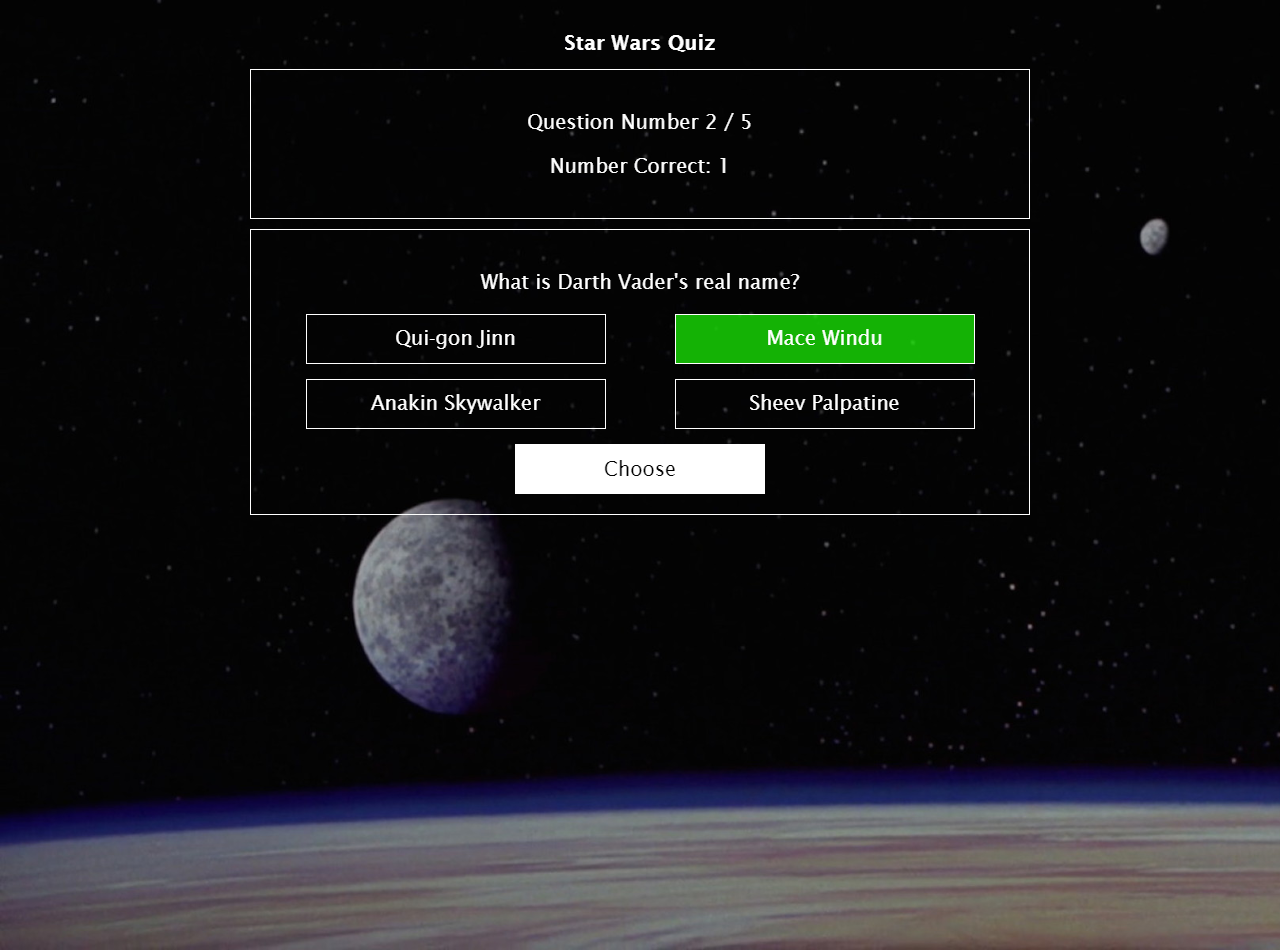 Star Wars Quiz
Question Number 2 / 5
Number Correct: 1
What is Darth Vader's real name?
Qui-gon Jinn
Mace Windu
Anakin Skywalker
Sheev Palpatine
Choose